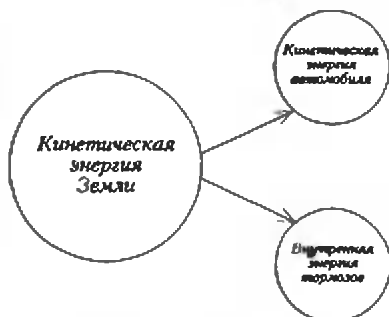 Кинетическая
энергия
Земли
Кинетическая
энергия
автомобиля
Внутренняя
энергия
тормозов